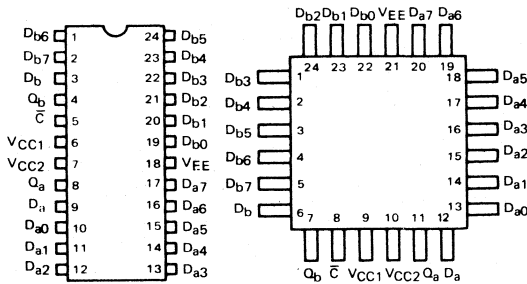 Db6 1 24 Db5
Db7 2 23 Db4
Db 3 22 Db3
Qb 4 21 Db2
C̅ 5 20 Db1
VCC1 6 19 Db0
VCC2 7 18 VEE
Qa 8 17 Da7
Da 9 16 Da6
Da0 10 15 Da5
Da1 11 14 Da4
Da2 12 13 Da3
Db2 Db1 Db0 VEE Da7 Da6
24 23 22 21 20 19
Db3 1 18 Da5
Db4 2 17 Da4
Db5 3 16 Da3
Db6 4 15 Da2
Db7 5 14 Da1
Db 6 13 Da0
7 8 9 10 11 12
Qb C̅ VCC1 VCC2 Qa Da